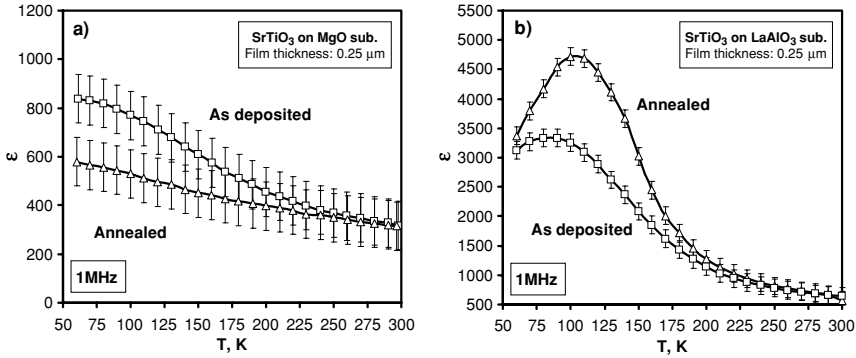 a)
SrTiO₃ on MgO sub.
Film thickness: 0.25 μm
As deposited
Annealed
1MHz
1200
1000
800
600
400
200
0
ε
50 75 100 125 150 175 200 225 250 275 300
T, K
b)
SrTiO₃ on LaAlO₃ sub.
Film thickness: 0.25 μm
Annealed
As deposited
1MHz
5500
5000
4500
4000
3500
3000
2500
2000
1500
1000
500
ε
50 75 100 125 150 175 200 225 250 275 300
T, K